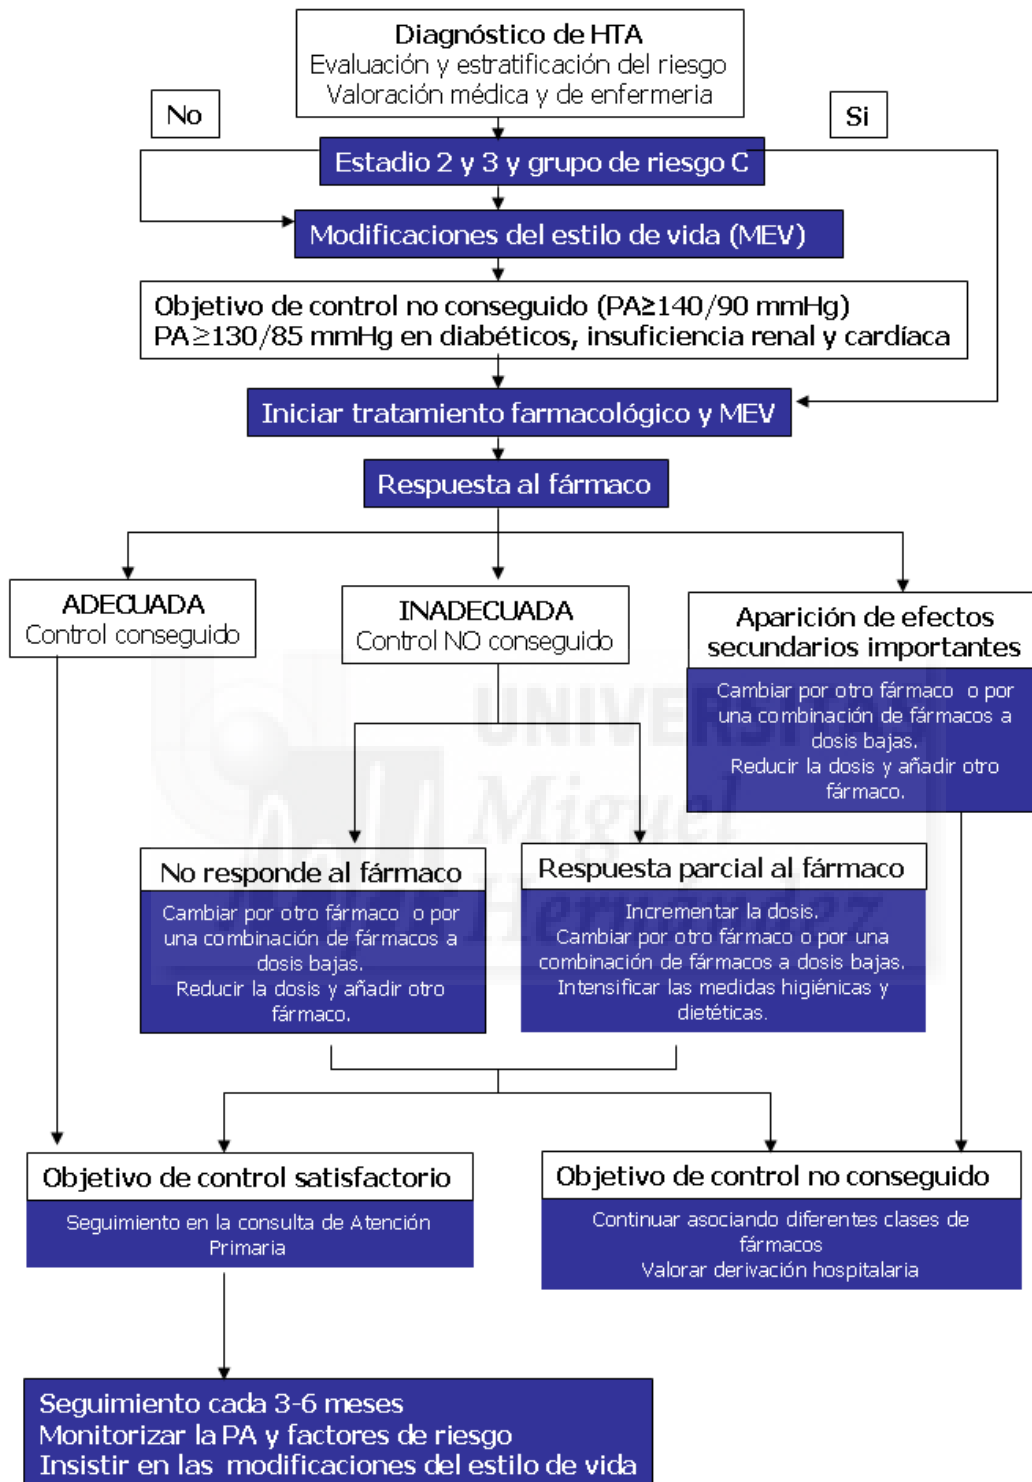 Diagnóstico de HTA
Evaluación y estratificación del riesgo
Valoración médica y de enfermeria
No
Si
Estadio 2 y 3 y grupo de riesgo C
Modificaciones del estilo de vida (MEV)
Objetivo de control no conseguido (PA≥140/90 mmHg)
PA≥130/85 mmHg en diabéticos, insuficiencia renal y cardíaca
Iniciar tratamiento farmacológico y MEV
Respuesta al fármaco
ADECUADA
Control conseguido
INADECUADA
Control NO conseguido
Aparición de efectos
secundarios importantes
Cambiar por otro fármaco o por
una combinación de fármacos a
dosis bajas.
Reducir la dosis y añadir otro
fármaco.
UNIVERSITAS
Miguel
Hernández
No responde al fármaco
Cambiar por otro fármaco o por
una combinación de fármacos a
dosis bajas.
Reducir la dosis y añadir otro
fármaco.
Respuesta parcial al fármaco
Incrementar la dosis.
Cambiar por otro fármaco o por una
combinación de fármacos a dosis bajas.
Intensificar las medidas higiénicas y
dietéticas.
Objetivo de control satisfactorio
Seguimiento en la consulta de Atención
Primaria
Objetivo de control no conseguido
Continuar asociando diferentes clases de
fármacos
Valorar derivación hospitalaria
Seguimiento cada 3-6 meses
Monitorizar la PA y factores de riesgo
Insistir en las modificaciones del estilo de vida